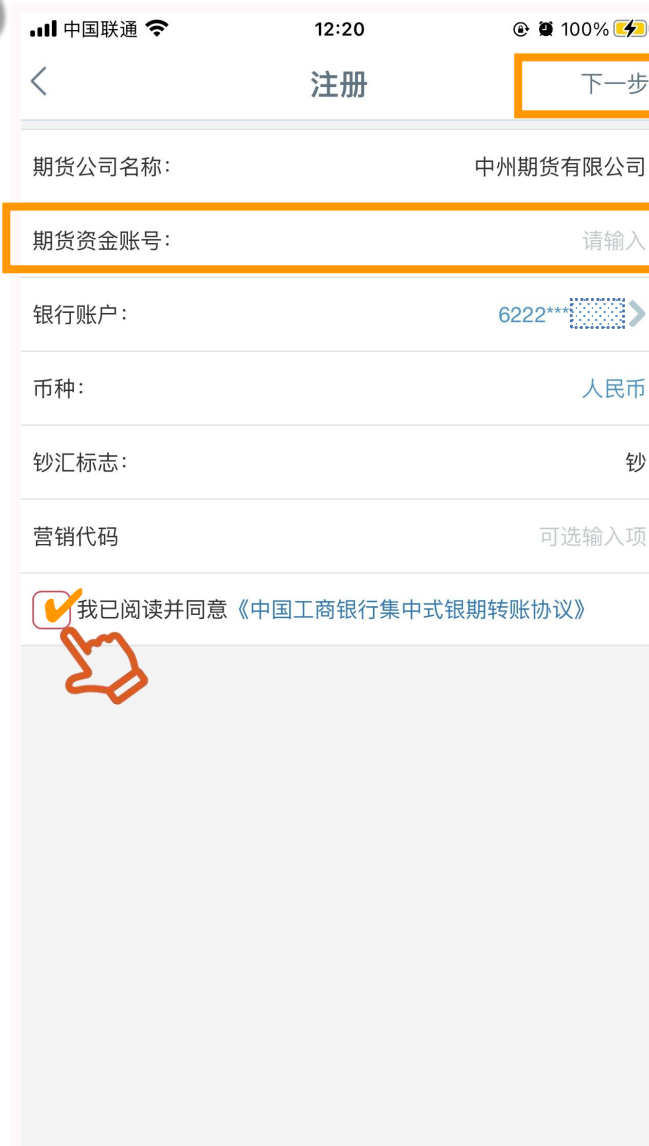 中国联通 12:20 100%
注册 下一步
期货公司名称: 中州期货有限公司
期货资金账号: 请输入
银行账户: 6222***
币种: 人民币
钞汇标志: 钞
营销代码 可选输入项
我已阅读并同意《中国工商银行集中式银期转账协议》